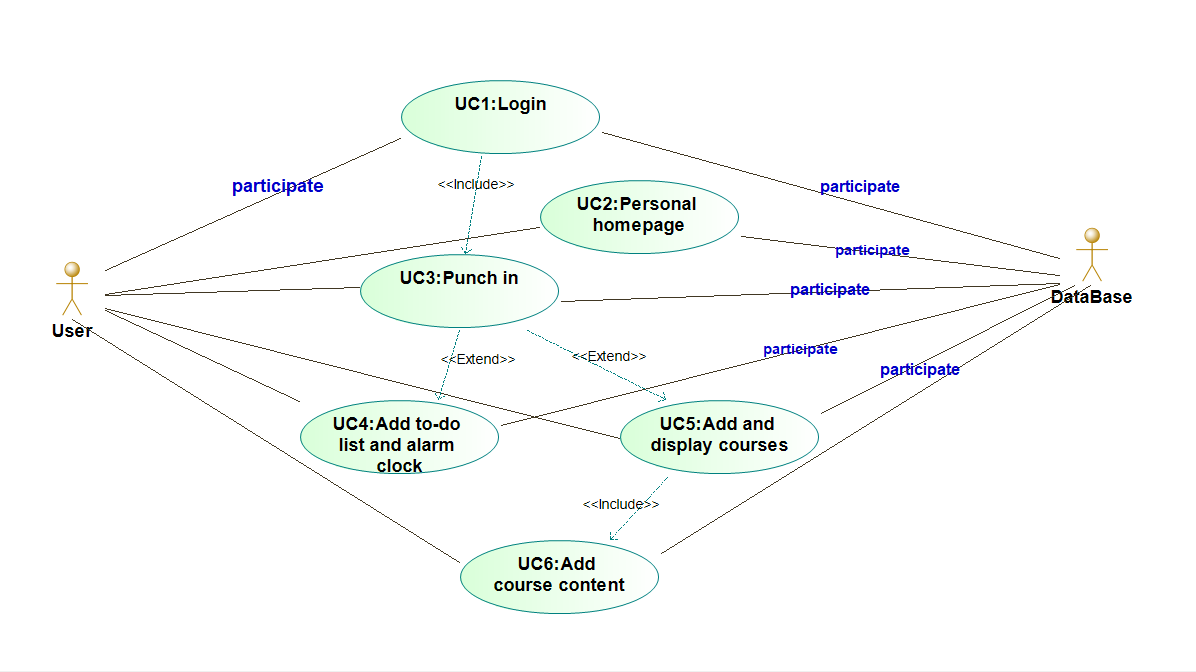 UC1:Login
<<Include>>
participate
participate
UC2:Personal
homepage
participate
UC3:Punch in
participate
DataBase
User
participate
<<Extend>>
<<Extend>>
participate
UC4:Add to-do
list and alarm
clock
UC5:Add and
display courses
<<Include>>
UC6:Add
course content